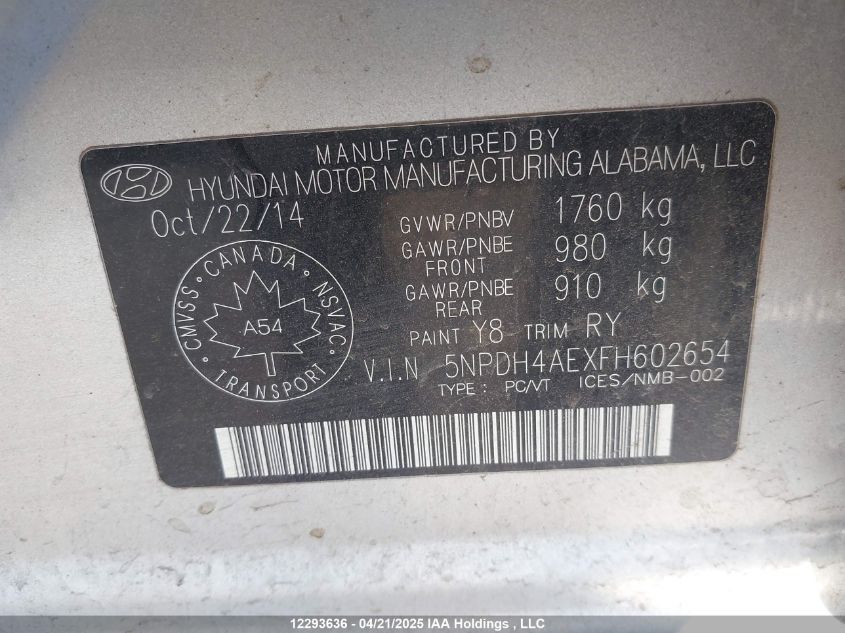 MANUFACTURED BY
HYUNDAI MOTOR MANUFACTURING ALABAMA, LLC
Oct/22/14
GVWR/PNBV 1760 kg
GAWR/PNBE FRONT 980 kg
GAWR/PNBE REAR 910 kg
PAINT Y8 TRIM RY
V.I.N 5NPDH4AEXFH602654
TYPE : PC/VT ICES/NMB-002
CMVSS • CANADA • NSVAC • TRANSPORT •
A54
12293636 - 04/21/2025 IAA Holdings , LLC